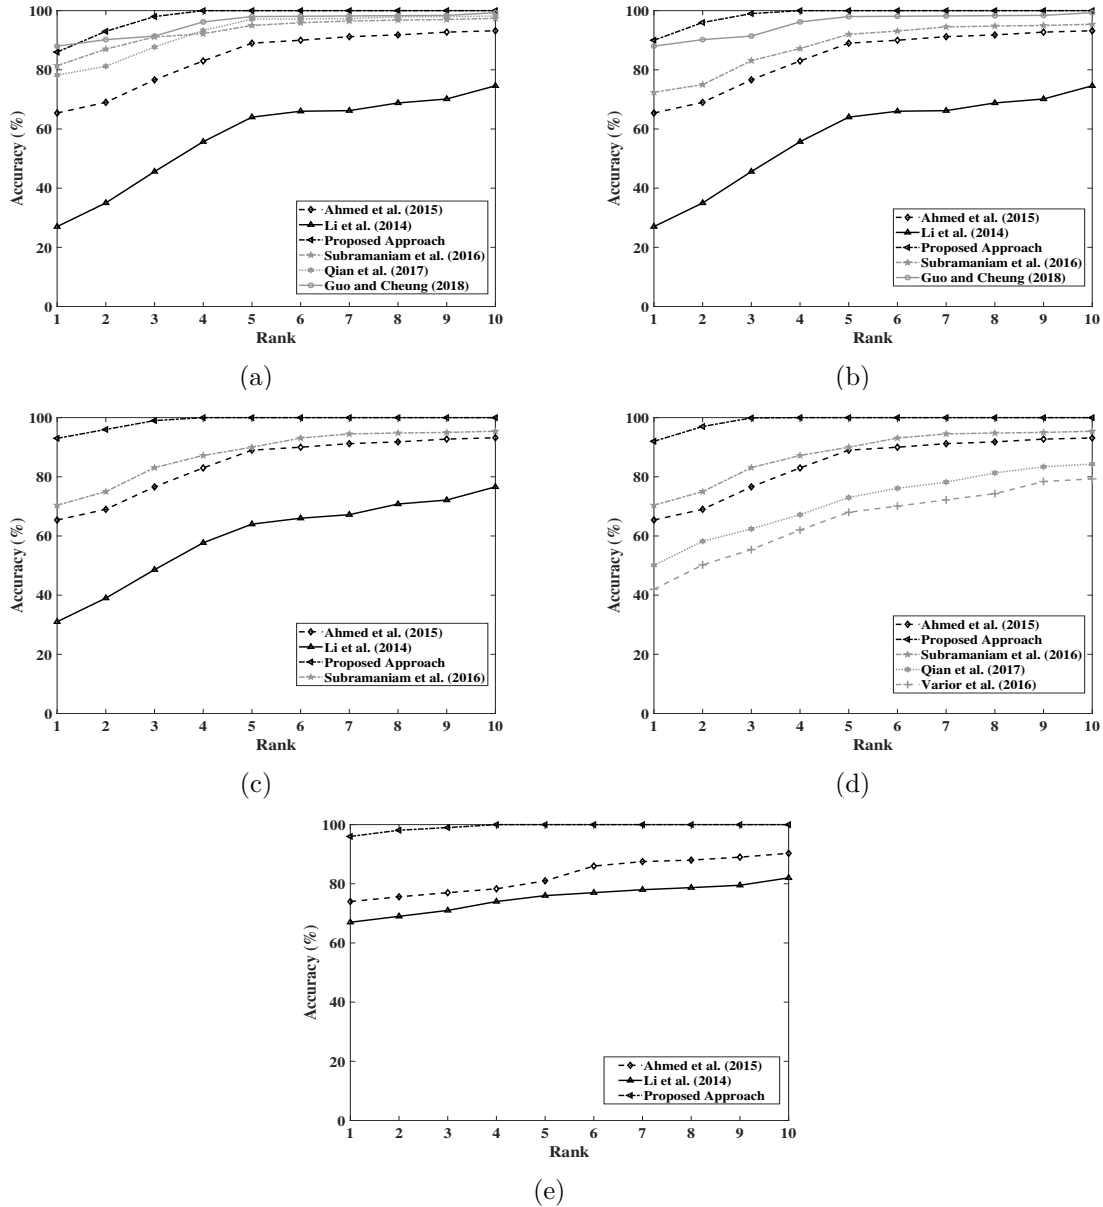 100
80
60
40
20
0
Accuracy (%)
1 2 3 4 5 6 7 8 9 10
Rank
Ahmed et al. (2015)
Li et al. (2014)
Proposed Approach
Subramaniam et al. (2016)
Qian et al. (2017)
Guo and Cheung (2018)
(a)
100
80
60
40
20
0
Accuracy (%)
1 2 3 4 5 6 7 8 9 10
Rank
Ahmed et al. (2015)
Li et al. (2014)
Proposed Approach
Subramaniam et al. (2016)
Guo and Cheung (2018)
(b)
100
80
60
40
20
0
Accuracy (%)
1 2 3 4 5 6 7 8 9 10
Rank
Ahmed et al. (2015)
Li et al. (2014)
Proposed Approach
Subramaniam et al. (2016)
(c)
100
80
60
40
20
0
Accuracy (%)
1 2 3 4 5 6 7 8 9 10
Rank
Ahmed et al. (2015)
Proposed Approach
Subramaniam et al. (2016)
Qian et al. (2017)
Varior et al. (2016)
(d)
100
80
60
40
20
0
Accuracy (%)
1 2 3 4 5 6 7 8 9 10
Rank
Ahmed et al. (2015)
Li et al. (2014)
Proposed Approach
(e)